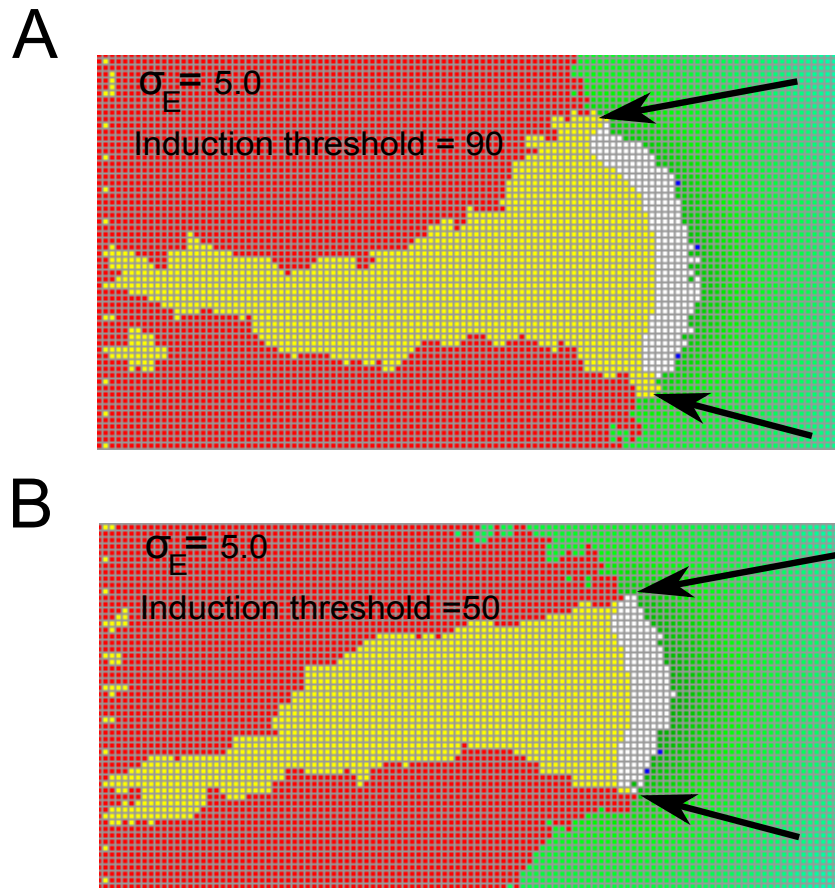 A
σE= 5.0
Induction threshold = 90
B
σE= 5.0
Induction threshold =50